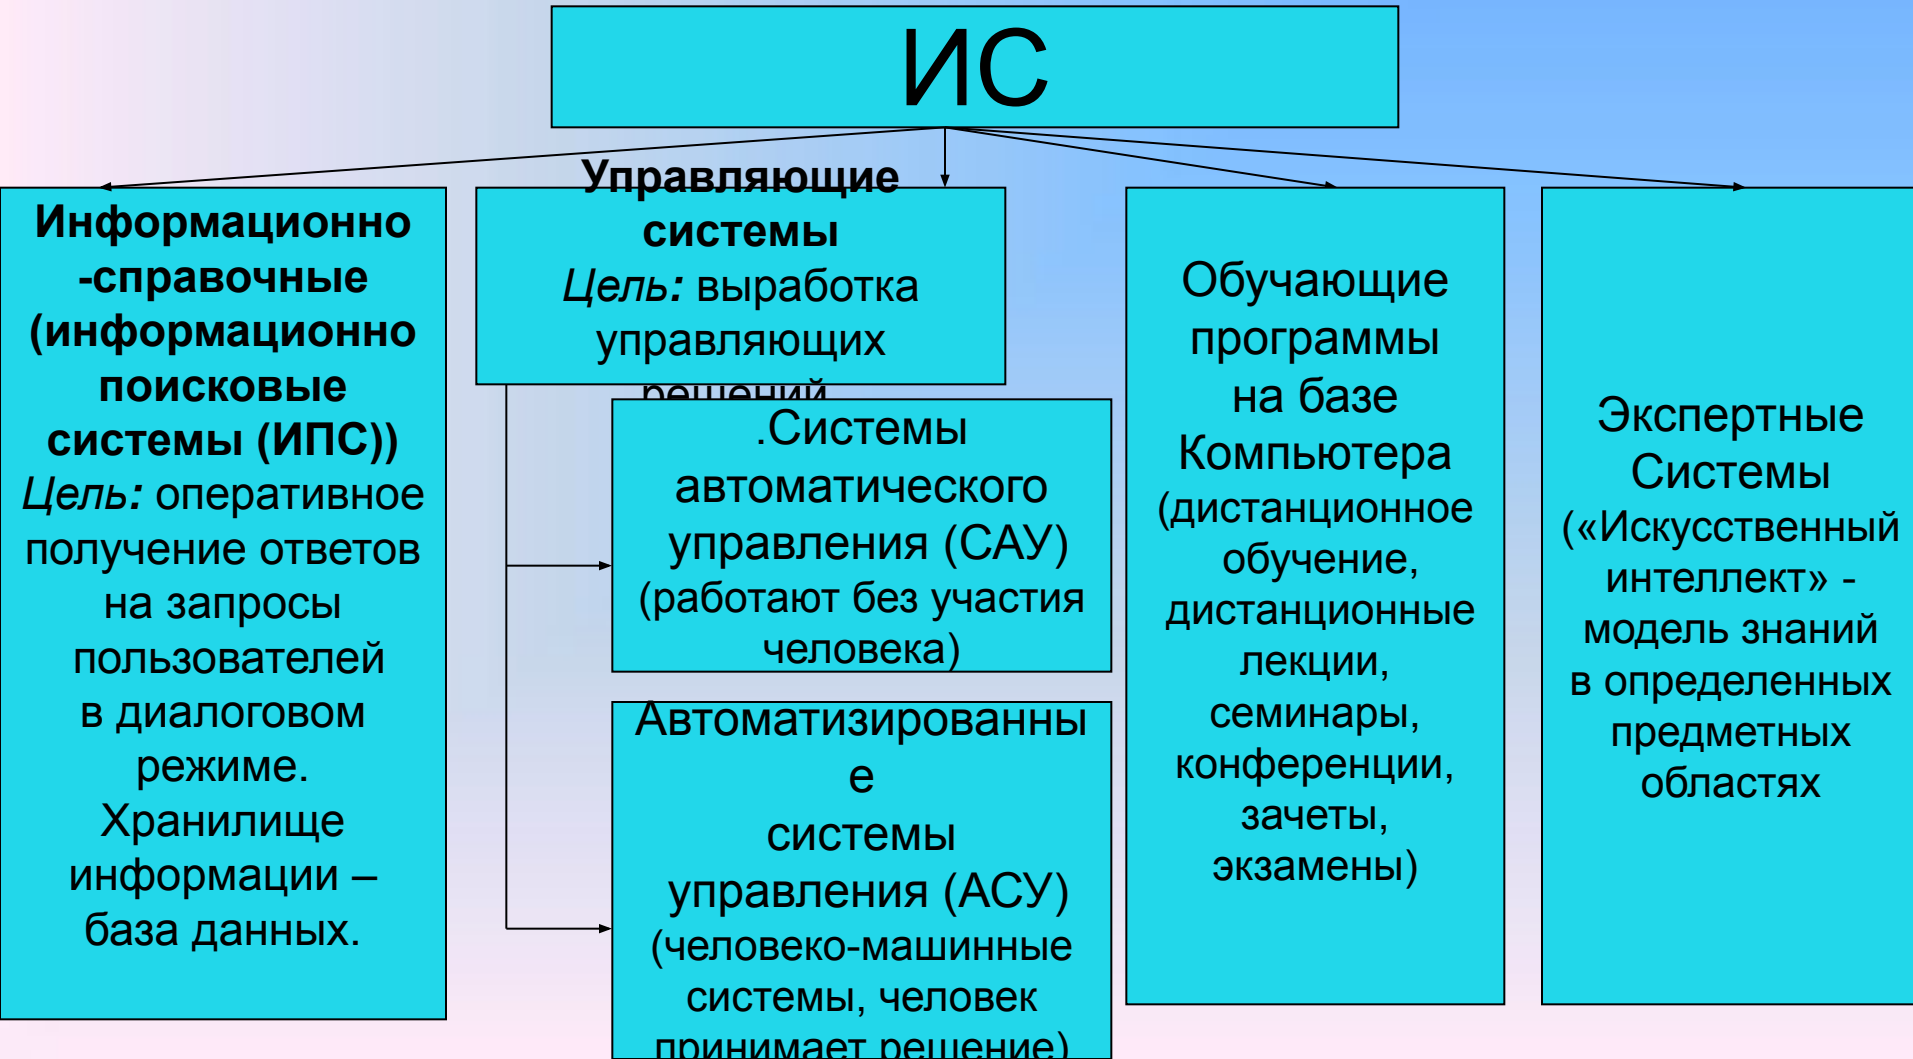 ИС
Информационно
-справочные
(информационно
поисковые
системы (ИПС))
Цель: оперативное
получение ответов
на запросы
пользователей
в диалоговом
режиме.
Хранилище
информации –
база данных.
Управляющие
системы
Цель: выработка
управляющих
решений
.Системы
автоматического
управления (САУ)
(работают без участия
человека)
Автоматизированны
е
системы
управления (АСУ)
(человеко-машинные
системы, человек
принимает решение)
Обучающие
программы
на базе
Компьютера
(дистанционное
обучение,
дистанционные
лекции,
семинары,
конференции,
зачеты,
экзамены)
Экспертные
Системы
(«Искусственный
интеллект» -
модель знаний
в определенных
предметных
областях